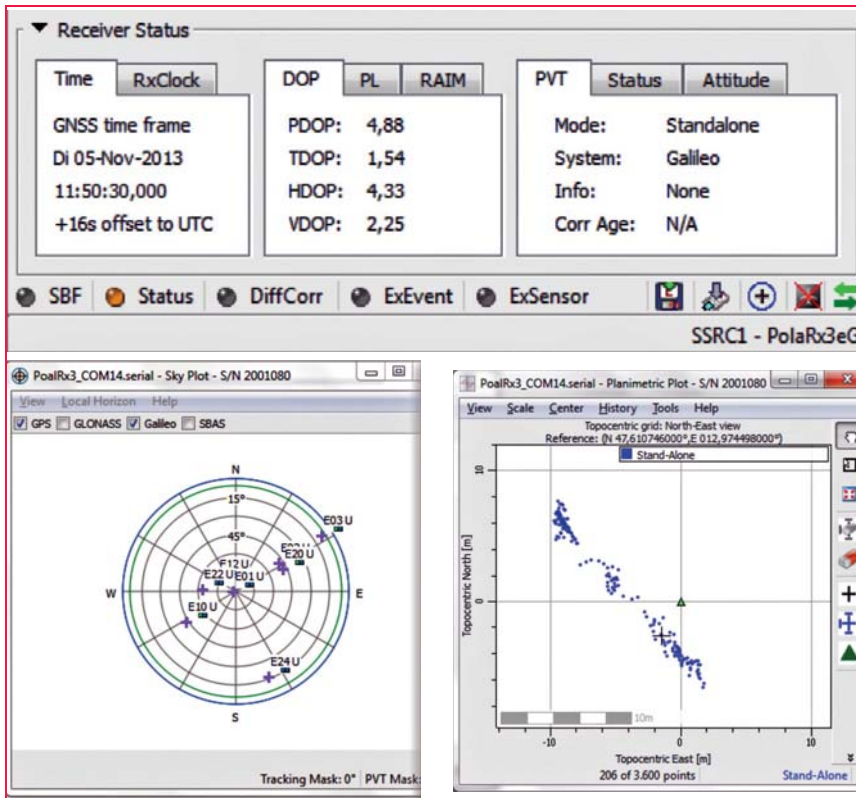 Receiver Status
Time RxClock
GNSS time frame
Di 05-Nov-2013
11:50:30,000
+16s offset to UTC
DOP PL RAIM
PDOP: 4,88
TDOP: 1,54
HDOP: 4,33
VDOP: 2,25
PVT Status Attitude
Mode: Standalone
System: Galileo
Info: None
Corr Age: N/A
SBF Status DiffCorr ExEvent ExSensor
SSRC1 - PolaRx3eG
PoalRx3_COM14.serial - Sky Plot - S/N 2001080
View Local Horizon Help
GPS GLONASS Galileo SBAS
N
15°
E03 U
45°
E20 U
E12 U
E22 U E01 U
W
E
E10 U
E24 U
S
Tracking Mask: 0° PVT Mask:
PoalRx3_COM14.serial - Planimetric Plot - S/N 2001080
View Scale Center History Tools Help
Topocentric grid: North-East view
Reference: (N 47,610746000°,E 012,974498000°)
Stand-Alone
10
Topocentric North [m]
0
10m
-10 0 10
Topocentric East [m]
206 of 3.600 points Stand-Alone